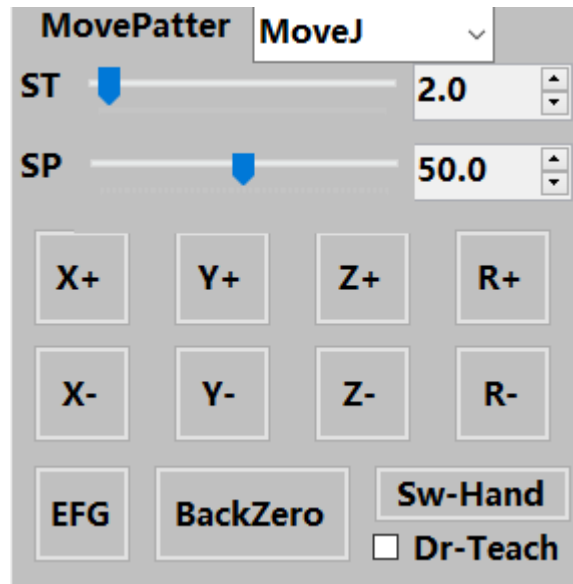 MovePatter MoveJ
ST 2.0
SP 50.0
X+ Y+ Z+ R+
X- Y- Z- R-
EFG BackZero Sw-Hand
Dr-Teach